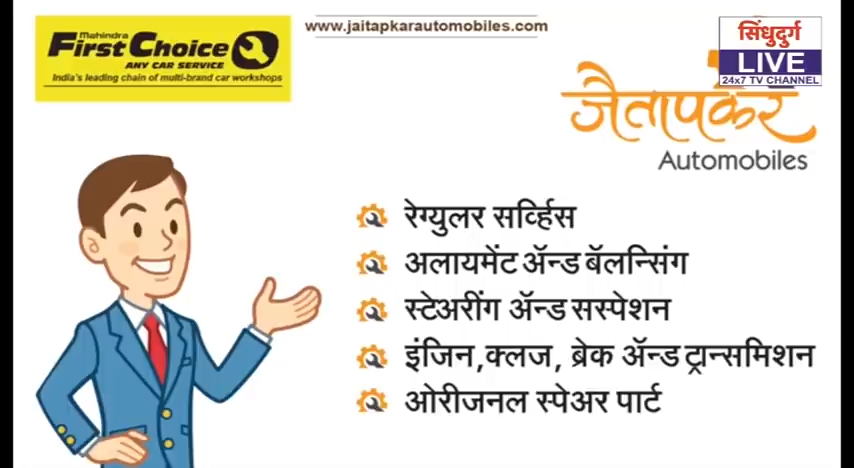 Mahindra
First Choice
ANY CAR SERVICE
India's leading chain of multi-brand car workshops
www.jaitapkarautomobiles.com
सिंधुदुर्ग
LIVE
24x7 TV CHANNEL
जैतापकर
Automobiles
रेग्युलर सर्व्हिस
अलायमेंट ॲन्ड बॅलन्सिंग
स्टेअरींग ॲन्ड सस्पेशन
इंजिन,क्लज, ब्रेक ॲन्ड ट्रान्समिशन
ओरीजनल स्पेअर पार्ट